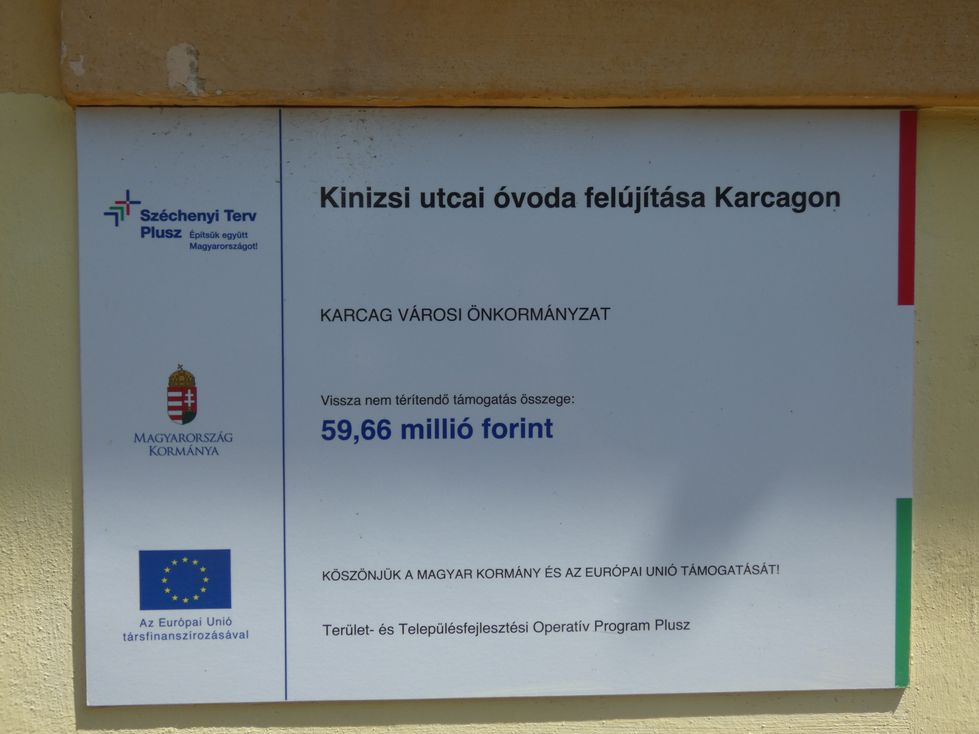 Széchenyi Terv
Plusz Építsük együtt
Magyarországot!
MAGYARORSZÁG
KORMÁNYA
Az Európai Unió
társfinanszírozásával
Kinizsi utcai óvoda felújítása Karcagon
KARCAG VÁROSI ÖNKORMÁNYZAT
Vissza nem térítendő támogatás összege:
59,66 millió forint
KÖSZÖNJÜK A MAGYAR KORMÁNY ÉS AZ EURÓPAI UNIÓ TÁMOGATÁSÁT!
Terület- és Településfejlesztési Operatív Program Plusz